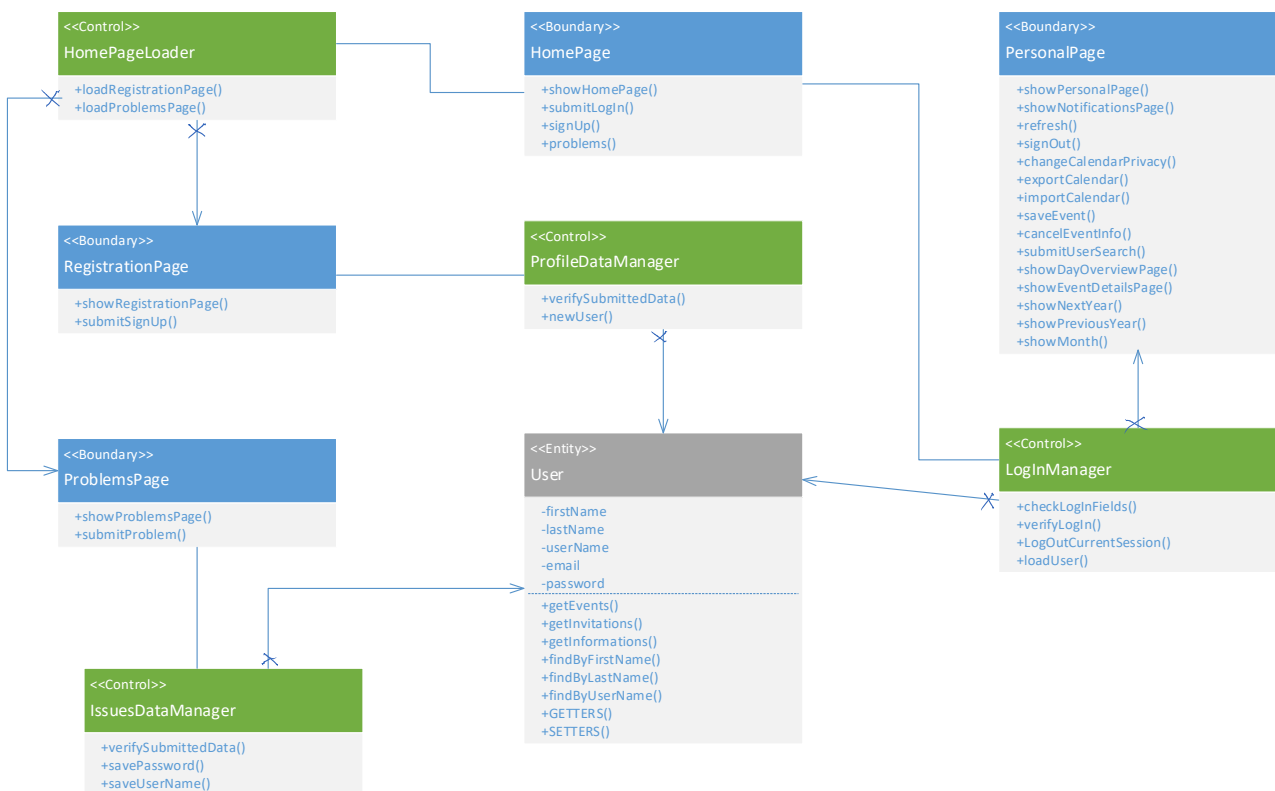 <<Control>>
HomePageLoader
+loadRegistrationPage()
+loadProblemsPage()
<<Boundary>>
HomePage
+showHomePage()
+submitLogIn()
+signUp()
+problems()
<<Boundary>>
PersonalPage
+showPersonalPage()
+showNotificationsPage()
+refresh()
+signOut()
+changeCalendarPrivacy()
+exportCalendar()
+importCalendar()
+saveEvent()
+cancelEventInfo()
+submitUserSearch()
+showDayOverviewPage()
+showEventDetailsPage()
+showNextYear()
+showPreviousYear()
+showMonth()
<<Boundary>>
RegistrationPage
+showRegistrationPage()
+submitSignUp()
<<Control>>
ProfileDataManager
+verifySubmittedData()
+newUser()
<<Boundary>>
ProblemsPage
+showProblemsPage()
+submitProblem()
<<Entity>>
User
-firstName
-lastName
-userName
-email
-password
+getEvents()
+getInvitations()
+getInformations()
+findByFirstName()
+findByLastName()
+findByUserName()
+GETTERS()
+SETTERS()
<<Control>>
LogInManager
+checkLogInFields()
+verifyLogIn()
+LogOutCurrentSession()
+loadUser()
<<Control>>
IssuesDataManager
+verifySubmittedData()
+savePassword()
+saveUserName()